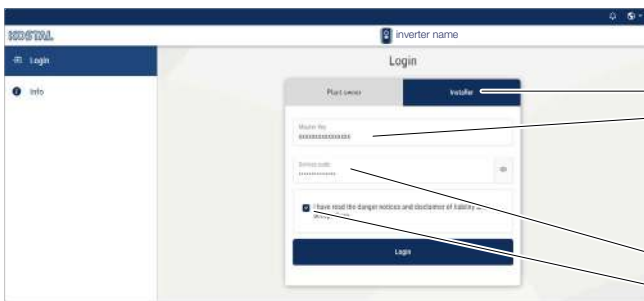 KOSTAL
inverter name
Login
Login
Info
Plant owner
Installer
Master Key
Service code
I have read the danger notices and disclaimer of liability
Login